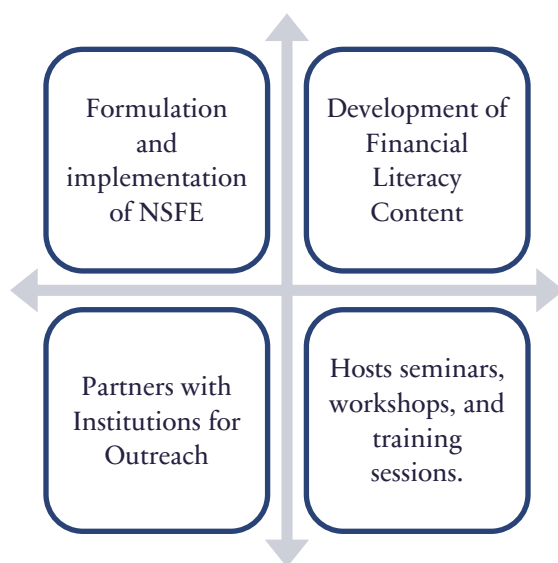 Formulation
and
implementation
of NSFE
Development of
Financial
Literacy
Content
Partners with
Institutions for
Outreach
Hosts seminars,
workshops, and
training
sessions.